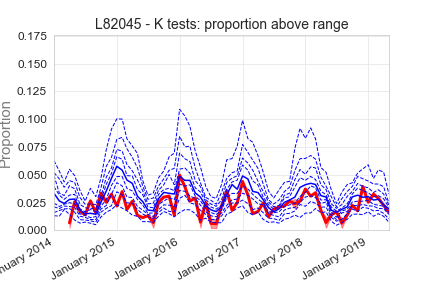 L82045 - K tests: proportion above range
Proportion
0.175
0.150
0.125
0.100
0.075
0.050
0.025
0.000
2014
January 2015
January 2016
January 2017
January 2018
January 2019